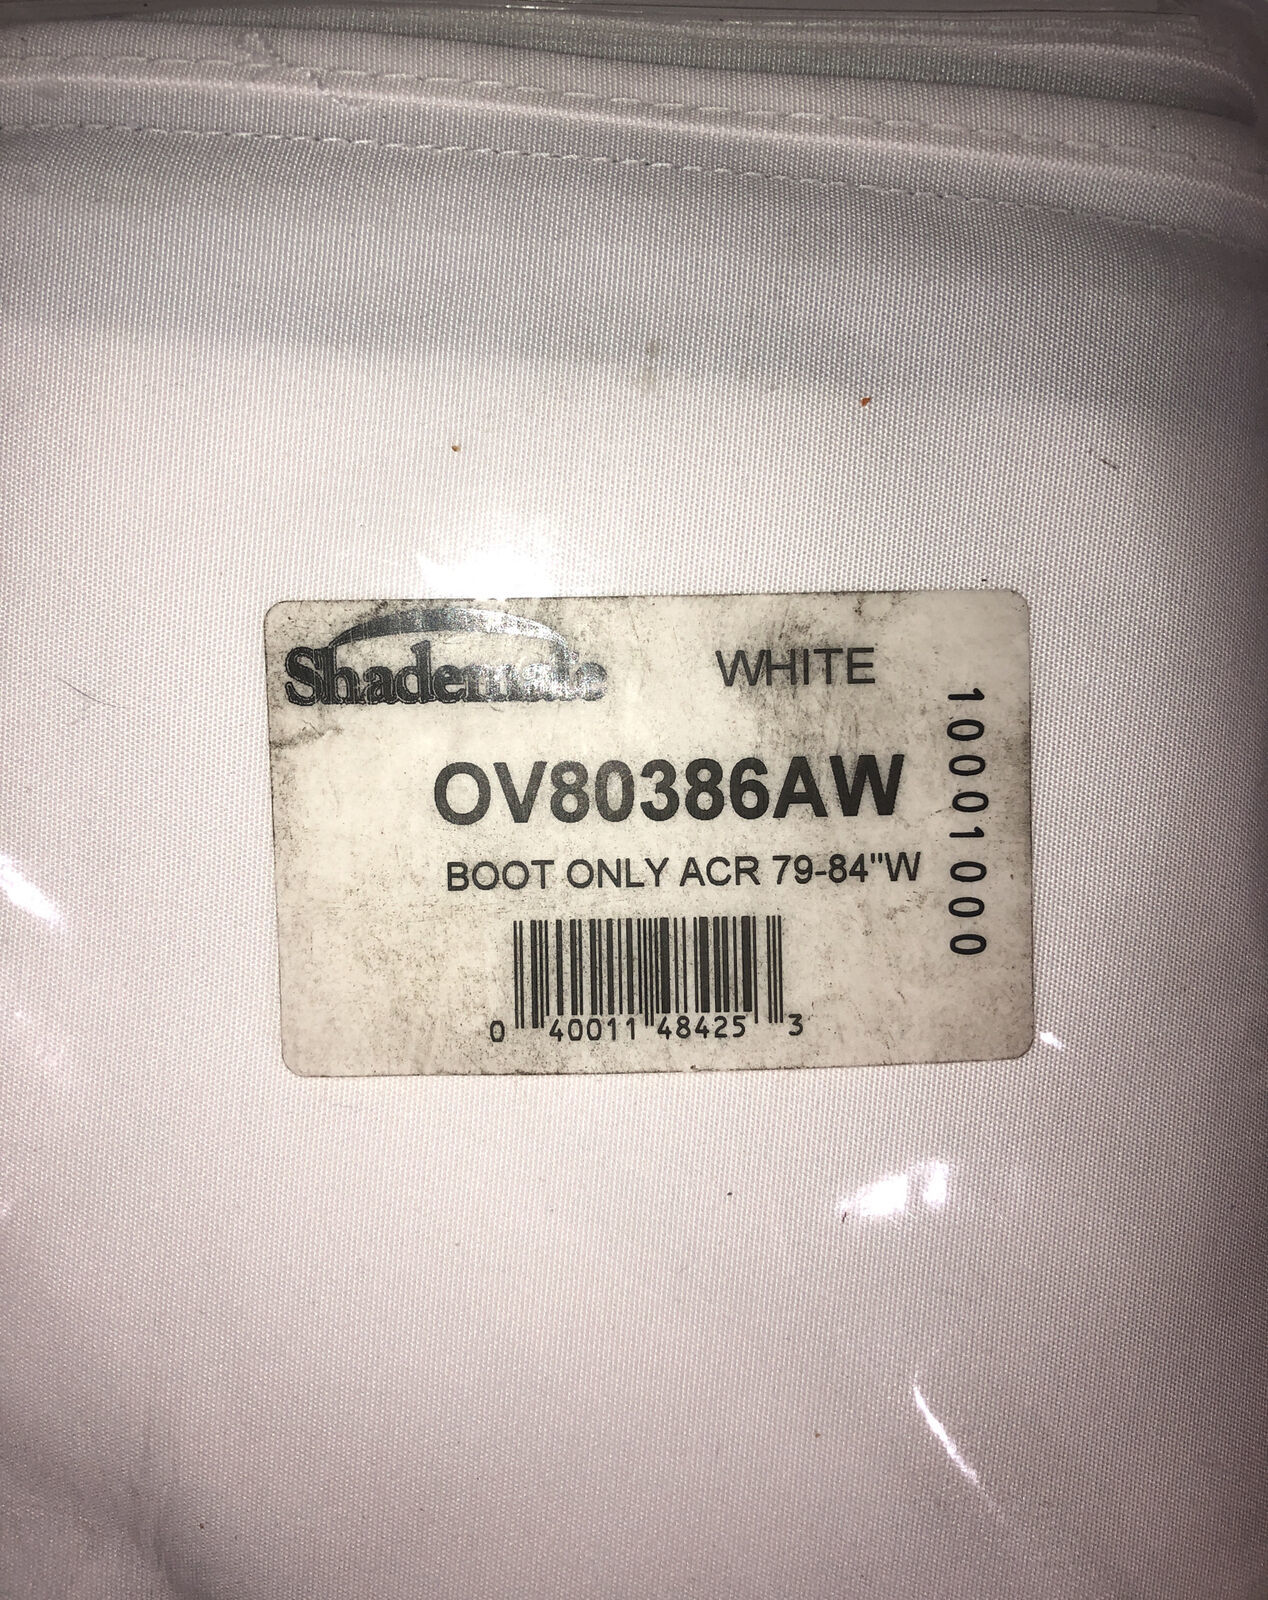 Shademate
WHITE
OV80386AW
BOOT ONLY ACR 79-84"W
0 40011 48425 3
10001000